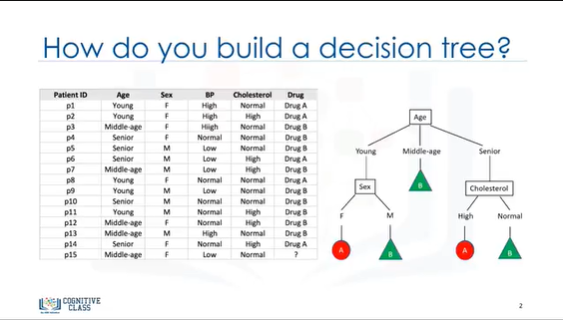 How do you build a decision tree?
Patient ID Age Sex BP Cholesterol Drug
p1 Young F High Normal Drug A
p2 Young F High High Drug A
p3 Middle-age F High Normal Drug B
p4 Senior F Normal Normal Drug B
p5 Senior M Low Normal Drug B
p6 Senior M Low High Drug A
p7 Middle-age M Low High Drug B
p8 Young F Normal Normal Drug A
p9 Young M Low Normal Drug B
p10 Senior M Normal Normal Drug B
p11 Young M Normal High Drug B
p12 Middle-age F Normal High Drug B
p13 Middle-age M High Normal Drug B
p14 Senior F Normal High Drug A
p15 Middle-age F Low Normal ?
Age
Young Middle-age Senior
Sex B Cholesterol
F M High Normal
A B A B
COGNITIVE
CLASS
2